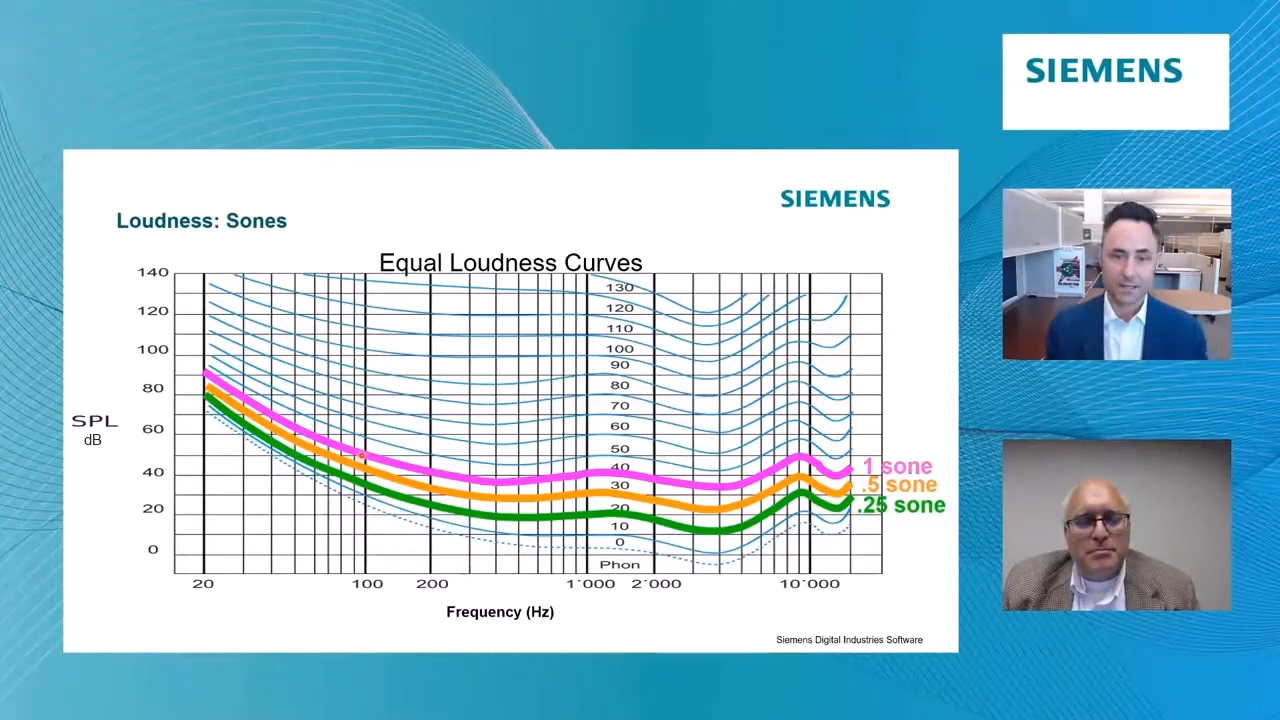 SIEMENS
SIEMENS
Loudness: Sones
Equal Loudness Curves
140
120
100
80
60
40
20
0
SPL
dB
130
120
110
100
90
80
70
60
50
40
30
20
10
0
Phon
1 sone
.5 sone
.25 sone
20
100
200
1'000
2'000
10'000
Frequency (Hz)
Siemens Digital Industries Software